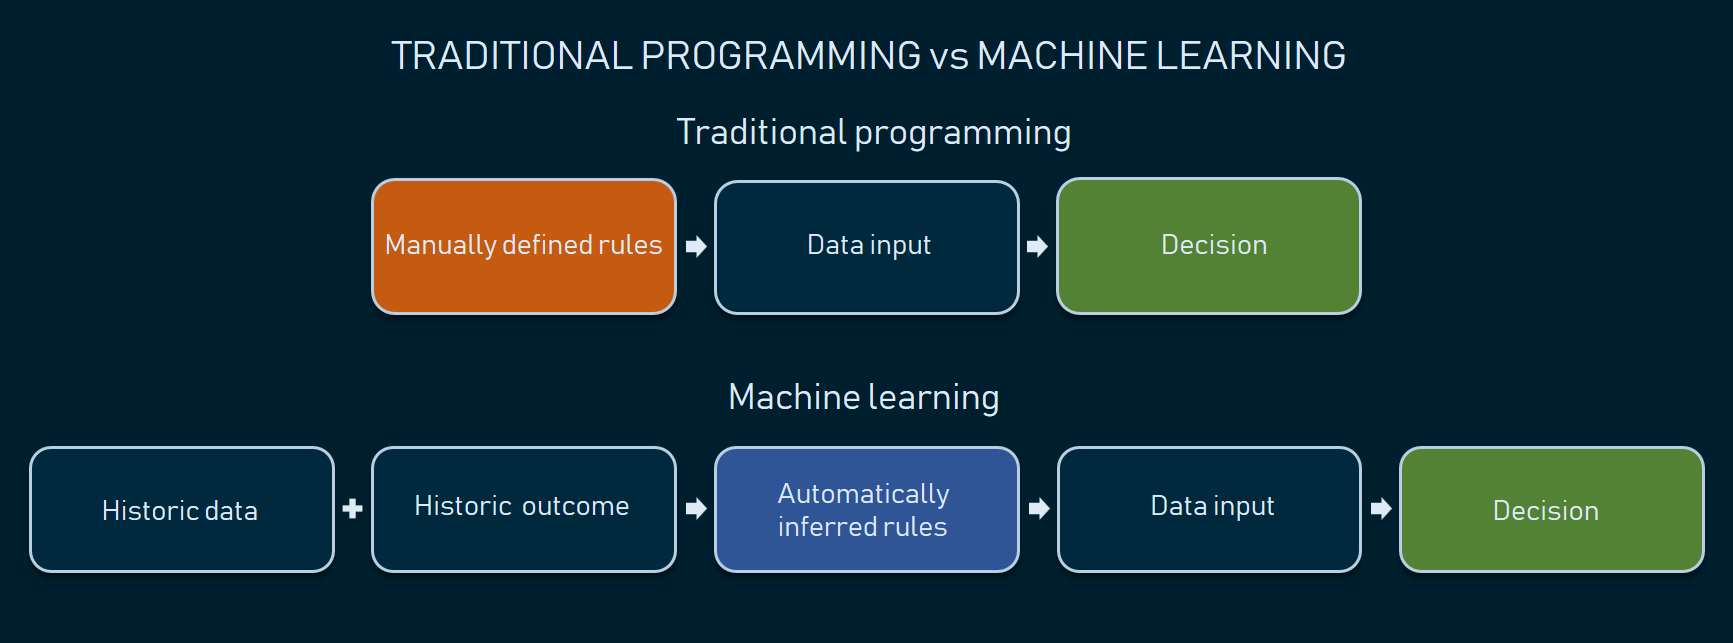 TRADITIONAL PROGRAMMING vs MACHINE LEARNING
Traditional programming
Manually defined rules
Data input
Decision
Machine learning
Historic data
Historic outcome
Automatically
inferred rules
Data input
Decision